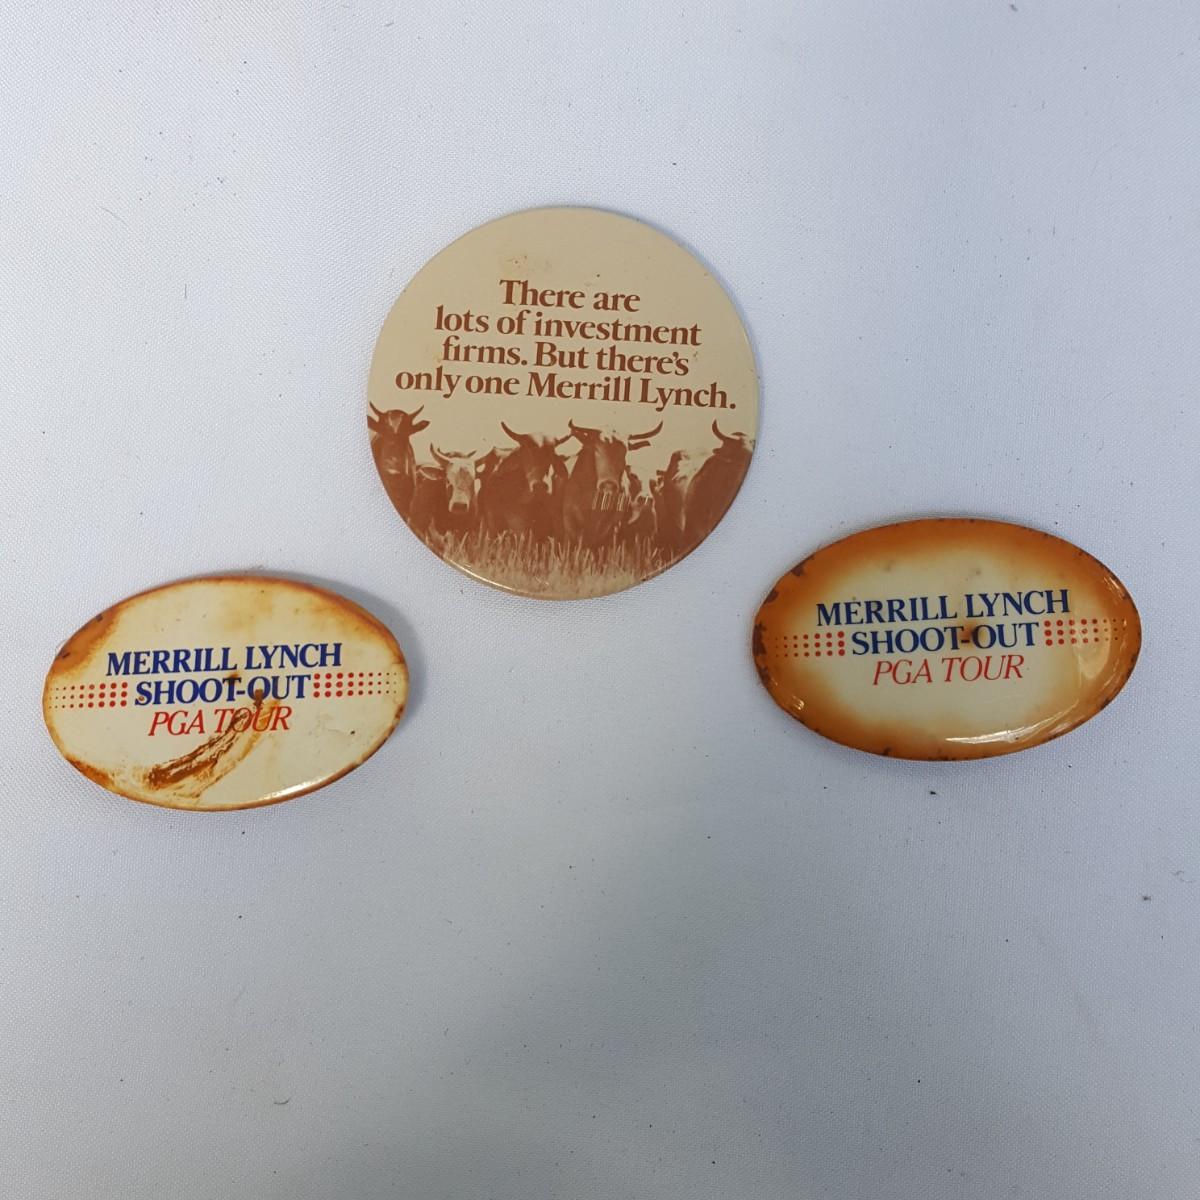 There are
lots of investment
firms. But there's
only one Merrill Lynch.
MERRILL LYNCH
SHOOT-OUT
PGA TOUR
MERRILL LYNCH
SHOOT-OUT
PGA TOUR